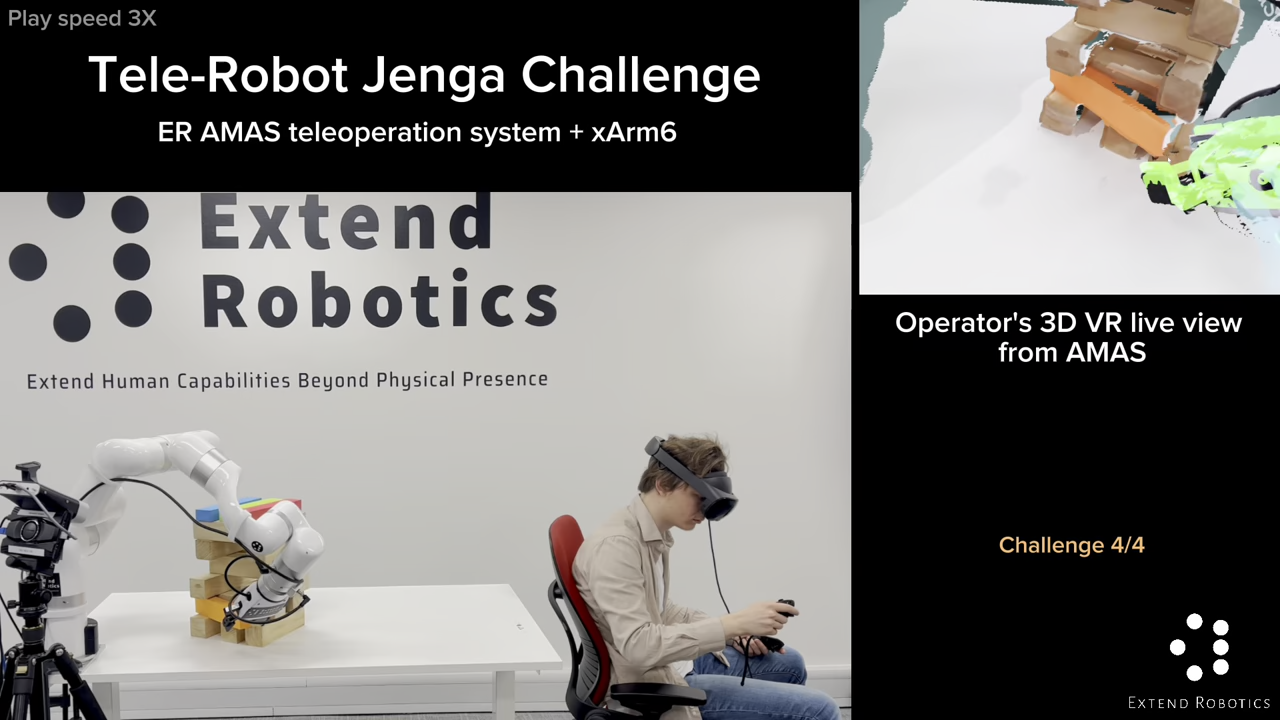 Play speed 3X
Tele-Robot Jenga Challenge
ER AMAS teleoperation system + xArm6
Extend
Robotics
Extend Human Capabilities Beyond Physical Presence
Operator's 3D VR live view
from AMAS
Challenge 4/4
EXTEND ROBOTICS